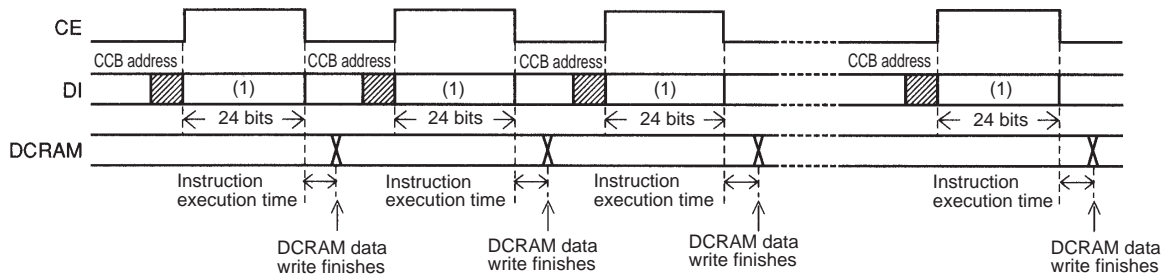 CE
CCB address CCB address CCB address CCB address
DI (1) (1) (1) (1)
24 bits 24 bits 24 bits 24 bits
DCRAM
Instruction execution time Instruction execution time Instruction execution time Instruction execution time
DCRAM data write finishes DCRAM data write finishes DCRAM data write finishes DCRAM data write finishes